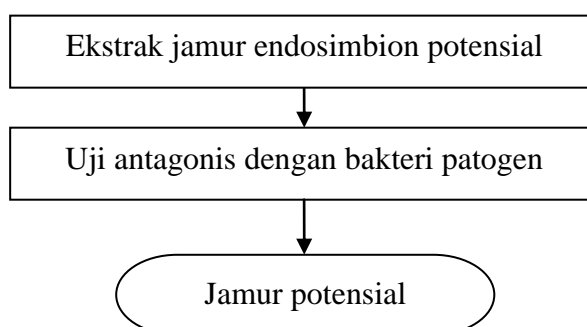 Ekstrak jamur endosimbion potensial
Uji antagonis dengan bakteri patogen
Jamur potensial